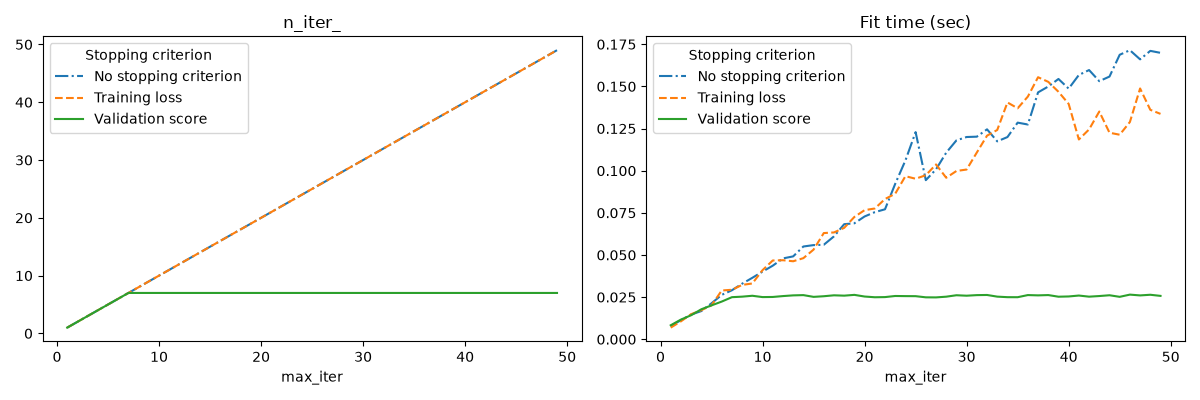 n_iter_
50
40
30
20
10
0
Stopping criterion
No stopping criterion
Training loss
Validation score
0
10
20
30
40
50
max_iter
Fit time (sec)
0.175
0.150
0.125
0.100
0.075
0.050
0.025
0.000
Stopping criterion
No stopping criterion
Training loss
Validation score
0
10
20
30
40
50
max_iter